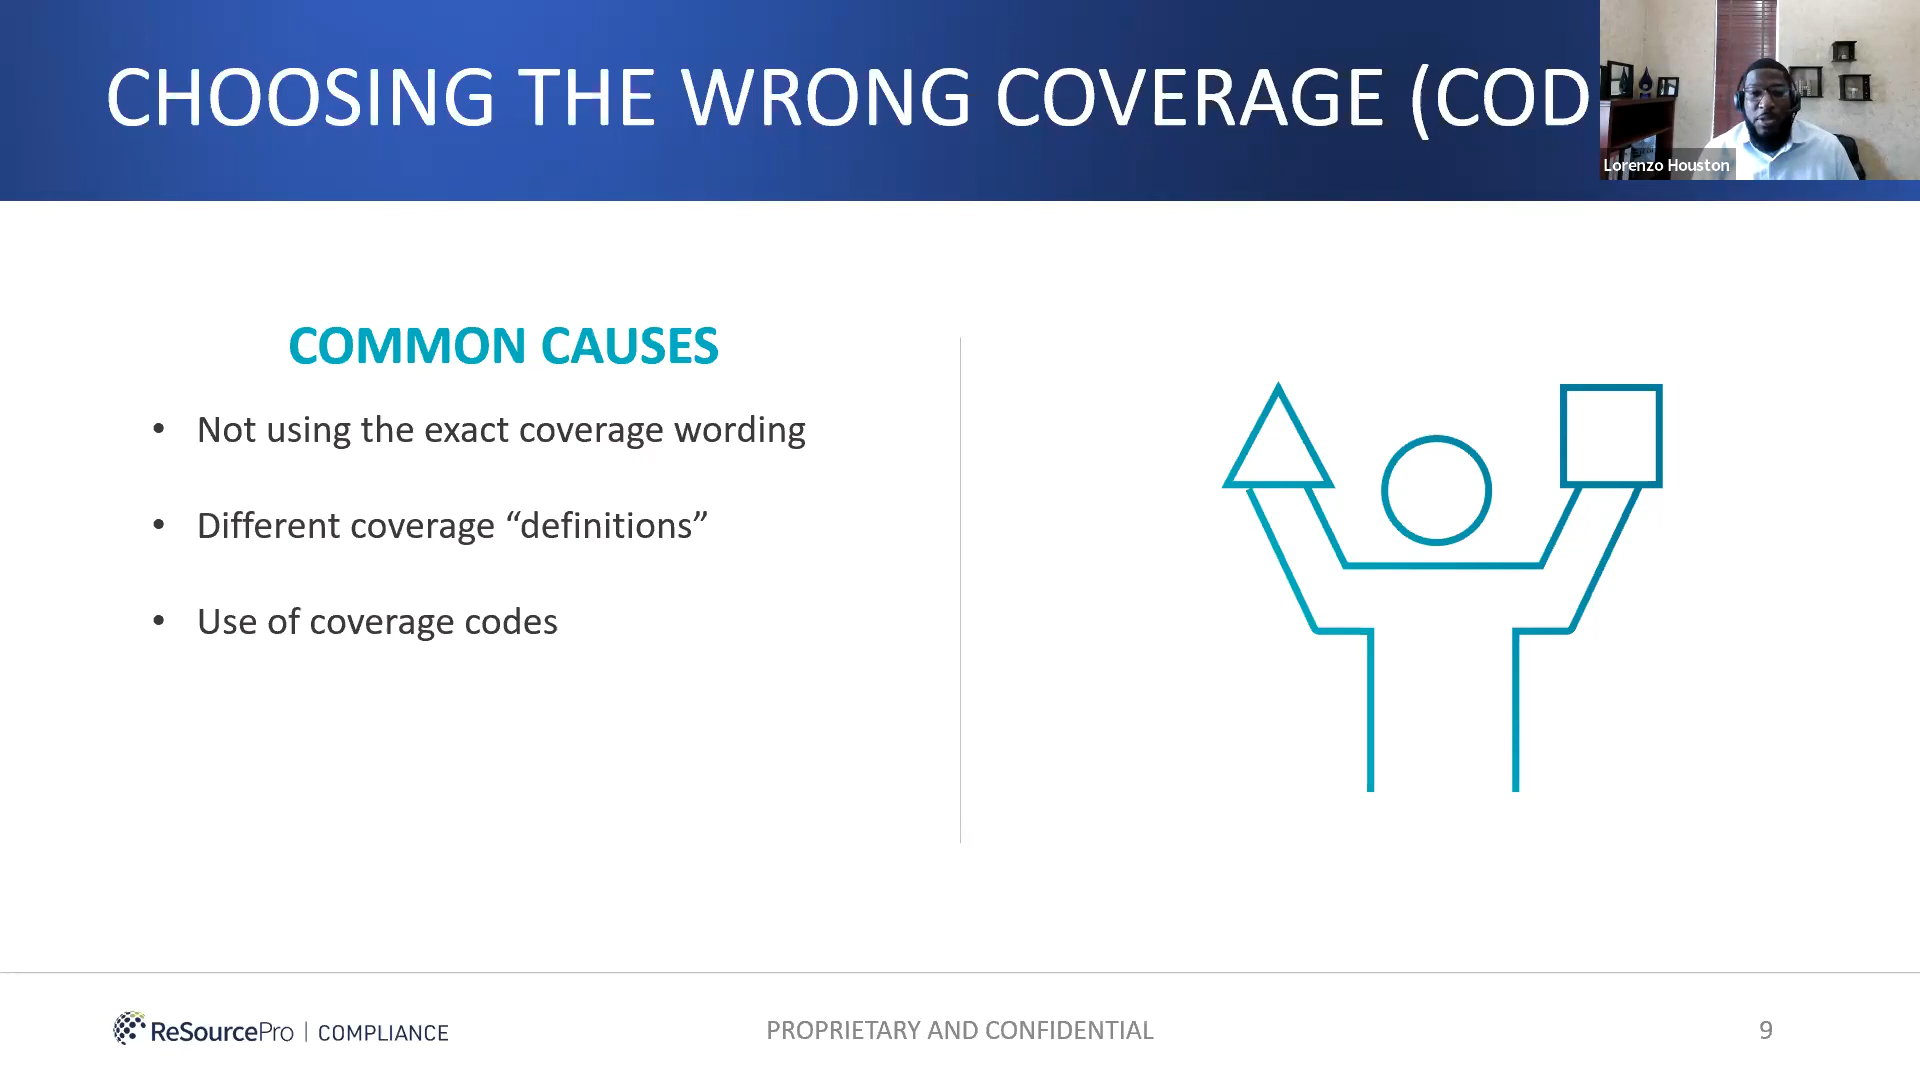 CHOOSING THE WRONG COVERAGE (COD
Lorenzo Houston
COMMON CAUSES
• Not using the exact coverage wording
• Different coverage “definitions”
• Use of coverage codes
ReSourcePro | COMPLIANCE
PROPRIETARY AND CONFIDENTIAL
9